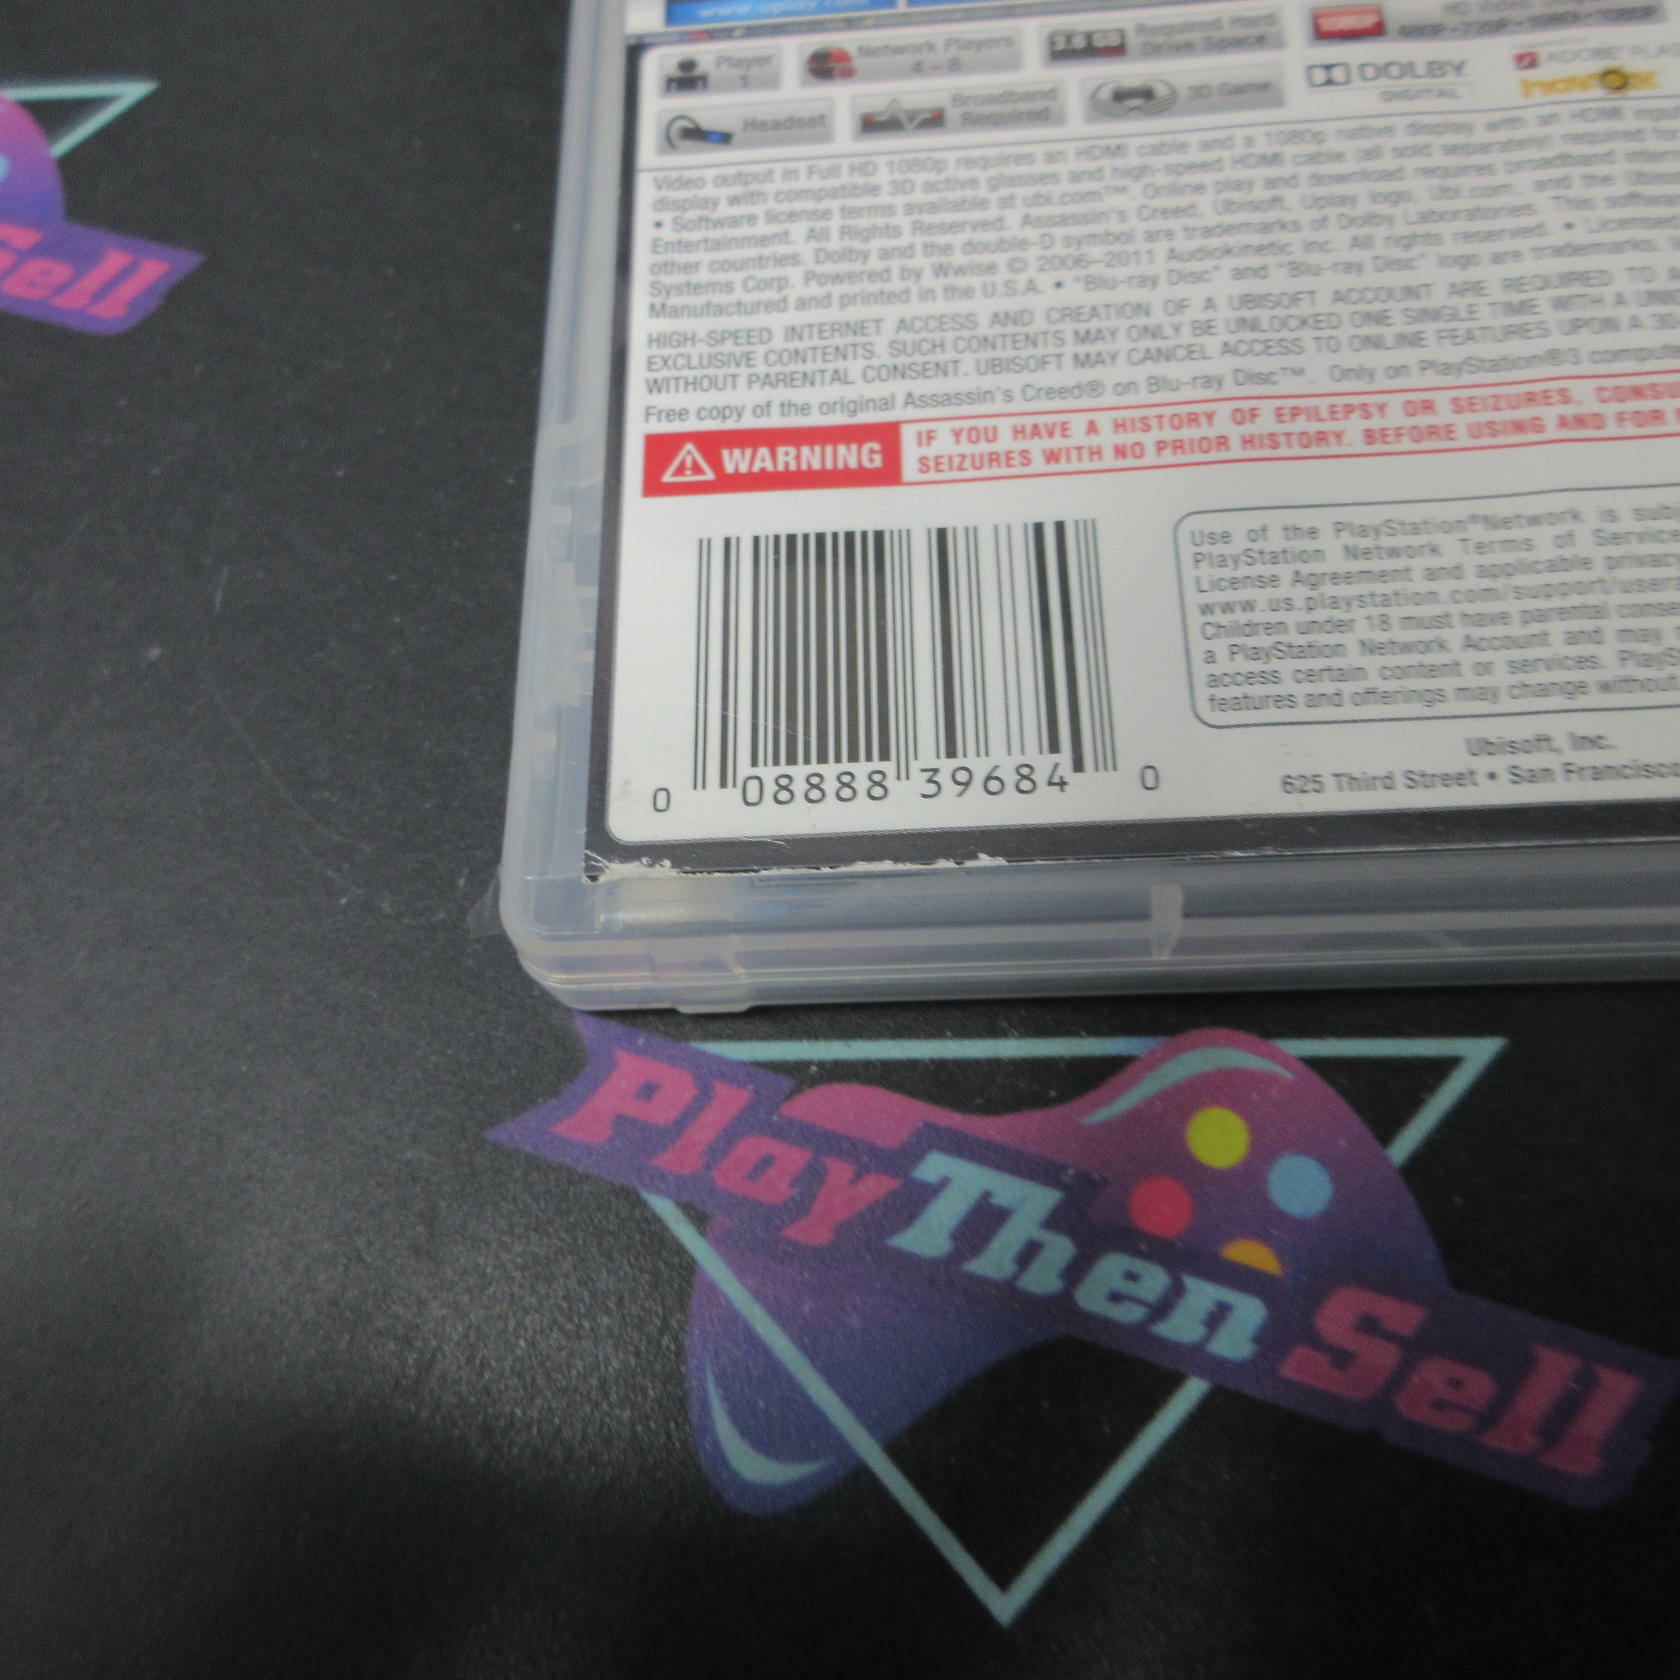 www.uplay.com
Player
1
Network Players
4 – 8
3.8 GB
Required Hard
Drive Space
1080P
Headset
Broadband
Required
3D Game
DOLBY
DIGITAL
Video output in Full HD 1080p requires an HDMI cable and a 1080p native display with an HDMI
display with compatible 3D active glasses and high-speed HDMI cable (all sold separately) required
• Software license terms available at ubi.com™. Online play and download requires broadband
Entertainment. All Rights Reserved. Assassin's Creed, Ubisoft, Uplay logo, Ubi.com, and the
other countries. Dolby and the double-D symbol are trademarks of Dolby Laboratories. This
Systems Corp. Powered by Wwise © 2006–2011 Audiokinetic Inc. All rights reserved. •
Manufactured and printed in the U.S.A. • "Blu-ray Disc" and "Blu-ray Disc" logo are trademarks.
HIGH-SPEED INTERNET ACCESS AND CREATION OF A UBISOFT ACCOUNT ARE REQUIRED TO
EXCLUSIVE CONTENTS. SUCH CONTENTS MAY ONLY BE UNLOCKED ONE SINGLE TIME WITH A
WITHOUT PARENTAL CONSENT. UBISOFT MAY CANCEL ACCESS TO ONLINE FEATURES UPON A
Free copy of the original Assassin's Creed® on Blu-ray Disc™. Only on PlayStation®3
WARNING
IF YOU HAVE A HISTORY OF EPILEPSY OR SEIZURES,
SEIZURES WITH NO PRIOR HISTORY. BEFORE USING AND FOR
Use of the PlayStation®Network is
PlayStation Network Terms of
License Agreement and applicable
www.us.playstation.com/support/
Children under 18 must have parental
a PlayStation Network Account and may
access certain content or services.
features and offerings may change without
0 08888 39684 0
Ubisoft, Inc.
625 Third Street • San Francisco
Sell
Play Then Sell